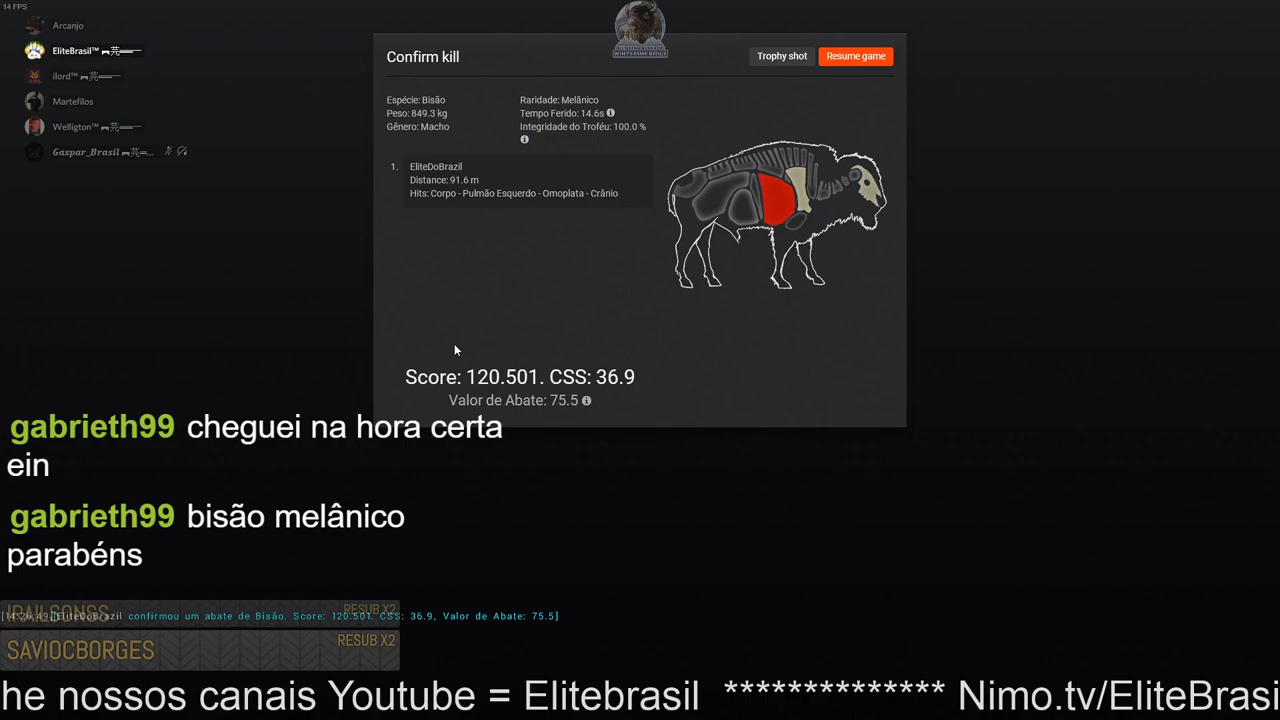 14 FPS
Arcanjo
EliteBrasil™
ilord™
Martefilos
Welligton™
Gaspar_Brasil
WHITERIME RIDGE
Confirm kill
Trophy shot
Resume game
Espécie: Bisão
Peso: 849.3 kg
Gênero: Macho
Raridade: Melânico
Tempo Ferido: 14.6s
Integridade do Troféu: 100.0 %
1. EliteDoBrazil
Distance: 91.6 m
Hits: Corpo - Pulmão Esquerdo - Omoplata - Crânio
Score: 120.501. CSS: 36.9
Valor de Abate: 75.5
gabrieth99 cheguei na hora certa
ein
gabrieth99 bisão melânico
parabéns
RESUB X2
EliteDoBrazil confirmou um abate de Bisão. Score: 120.501. CSS: 36.9, Valor de Abate: 75.5]
SAVIOCBORGES RESUB X2
he nossos canais Youtube = Elitebrasil ************** Nimo.tv/EliteBrasi